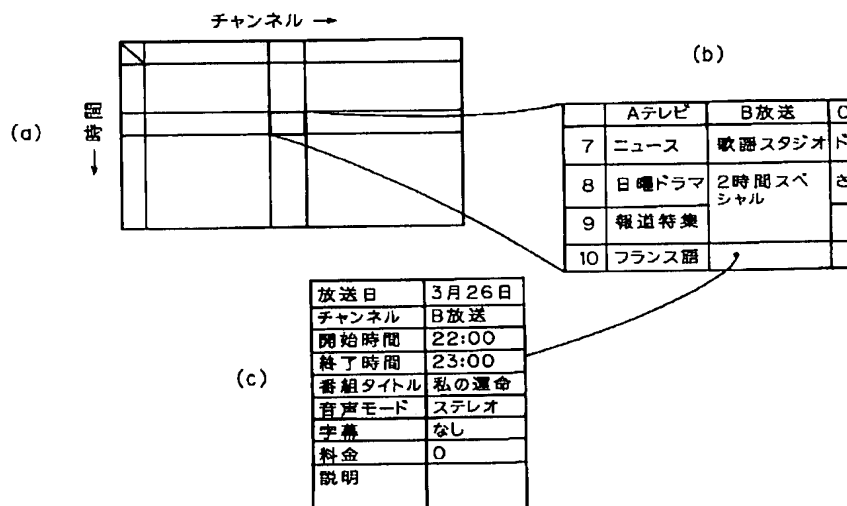 チャンネル →
(a)
時間 →
(b)
Aテレビ B放送 C
7 ニュース 歌謡スタジオ ド
8 日曜ドラマ 2時間スペ さ
シャル
9 報道特集
10 フランス語
(c)
放送日 3月26日
チャンネル B放送
開始時間 22:00
終了時間 23:00
番組タイトル 私の運命
音声モード ステレオ
字幕 なし
料金 0
説明